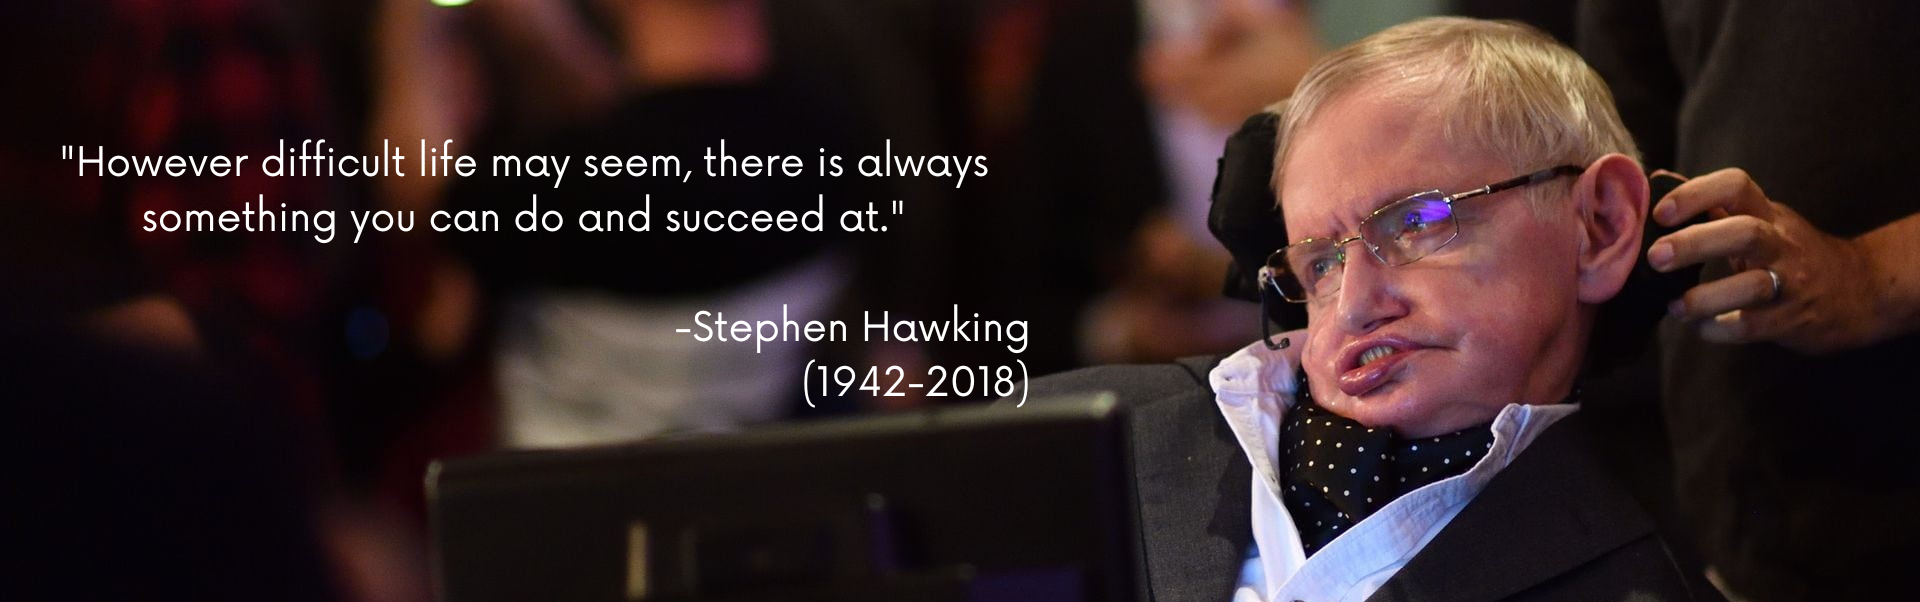 "However difficult life may seem, there is always
something you can do and succeed at."
-Stephen Hawking
(1942-2018)